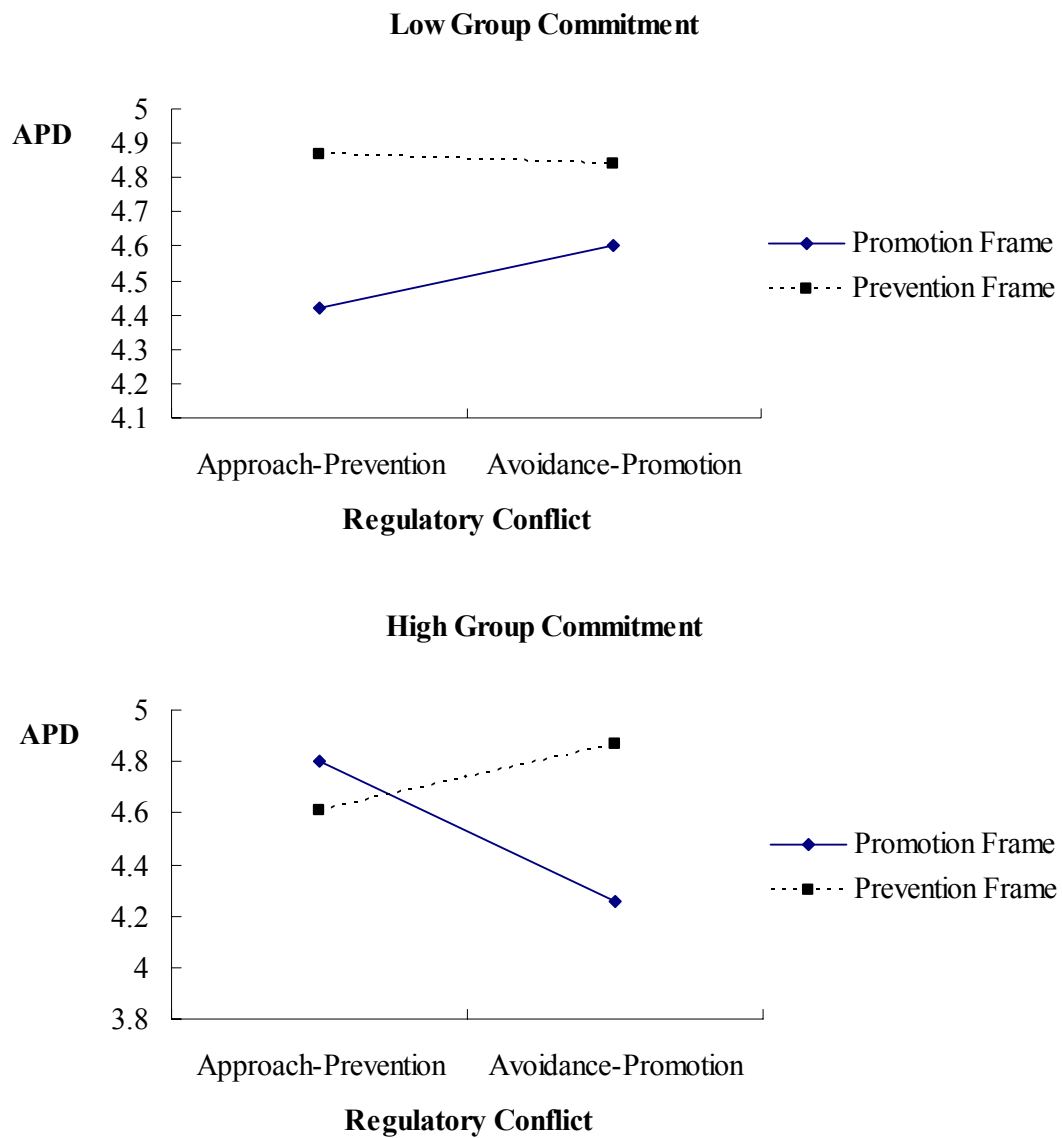 Low Group Commitment
APD
5
4.9
4.8
4.7
4.6
4.5
4.4
4.3
4.2
4.1
Promotion Frame
Prevention Frame
Approach-Prevention Avoidance-Promotion
Regulatory Conflict
High Group Commitment
APD
5
4.8
4.6
4.4
4.2
4
3.8
Promotion Frame
Prevention Frame
Approach-Prevention Avoidance-Promotion
Regulatory Conflict